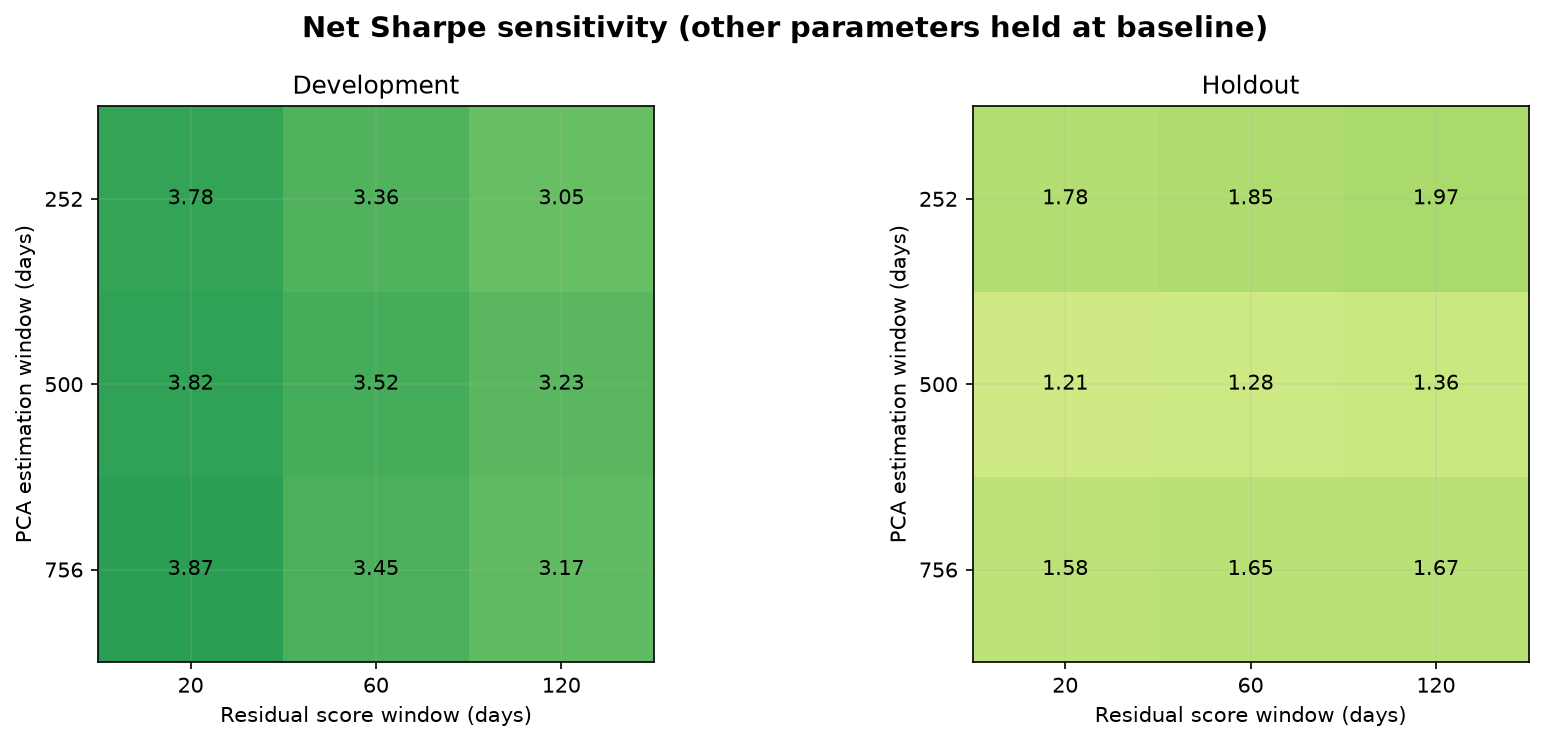 Net Sharpe sensitivity (other parameters held at baseline)
Development
PCA estimation window (days)
252
3.78 3.36 3.05
500
3.82 3.52 3.23
756
3.87 3.45 3.17
20 60 120
Residual score window (days)
Holdout
PCA estimation window (days)
252
1.78 1.85 1.97
500
1.21 1.28 1.36
756
1.58 1.65 1.67
20 60 120
Residual score window (days)